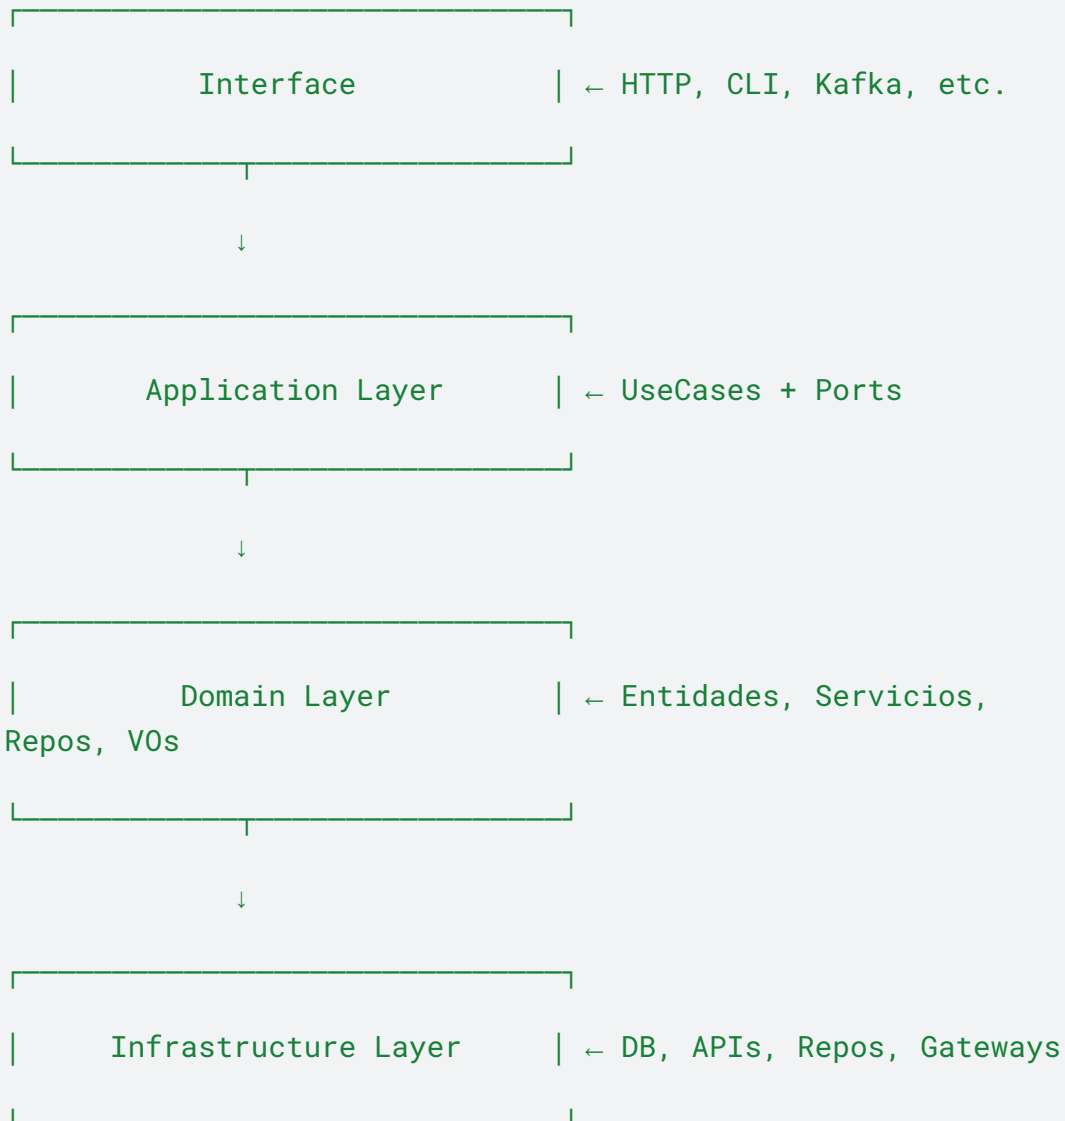 ┌───────────────────────────────┐
│          Interface           │ ← HTTP, CLI, Kafka, etc.
└─────────────┬─────────────────┘
↓
┌───────────────────────────────┐
│       Application Layer      │ ← UseCases + Ports
└─────────────┬─────────────────┘
↓
┌───────────────────────────────┐
│         Domain Layer         │ ← Entidades, Servicios,
Repos, VOs
└─────────────┬─────────────────┘
↓
┌───────────────────────────────┐
│     Infrastructure Layer     │ ← DB, APIs, Repos, Gateways
└───────────────────────────────┘